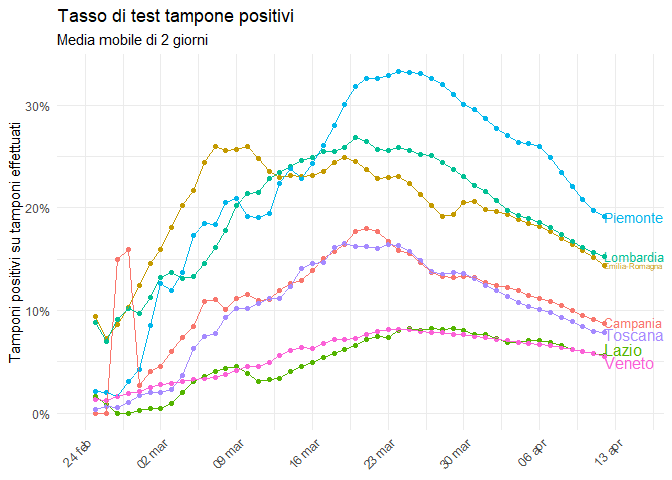 Tasso di test tampone positivi
Media mobile di 2 giorni
Tamponi positivi su tamponi effettuati
30%
20%
10%
0%
Piemonte
Lombardia
Emilia-Romagna
Campania
Toscana
Lazio
Veneto
24 feb
02 mar
09 mar
16 mar
23 mar
30 mar
06 apr
13 apr